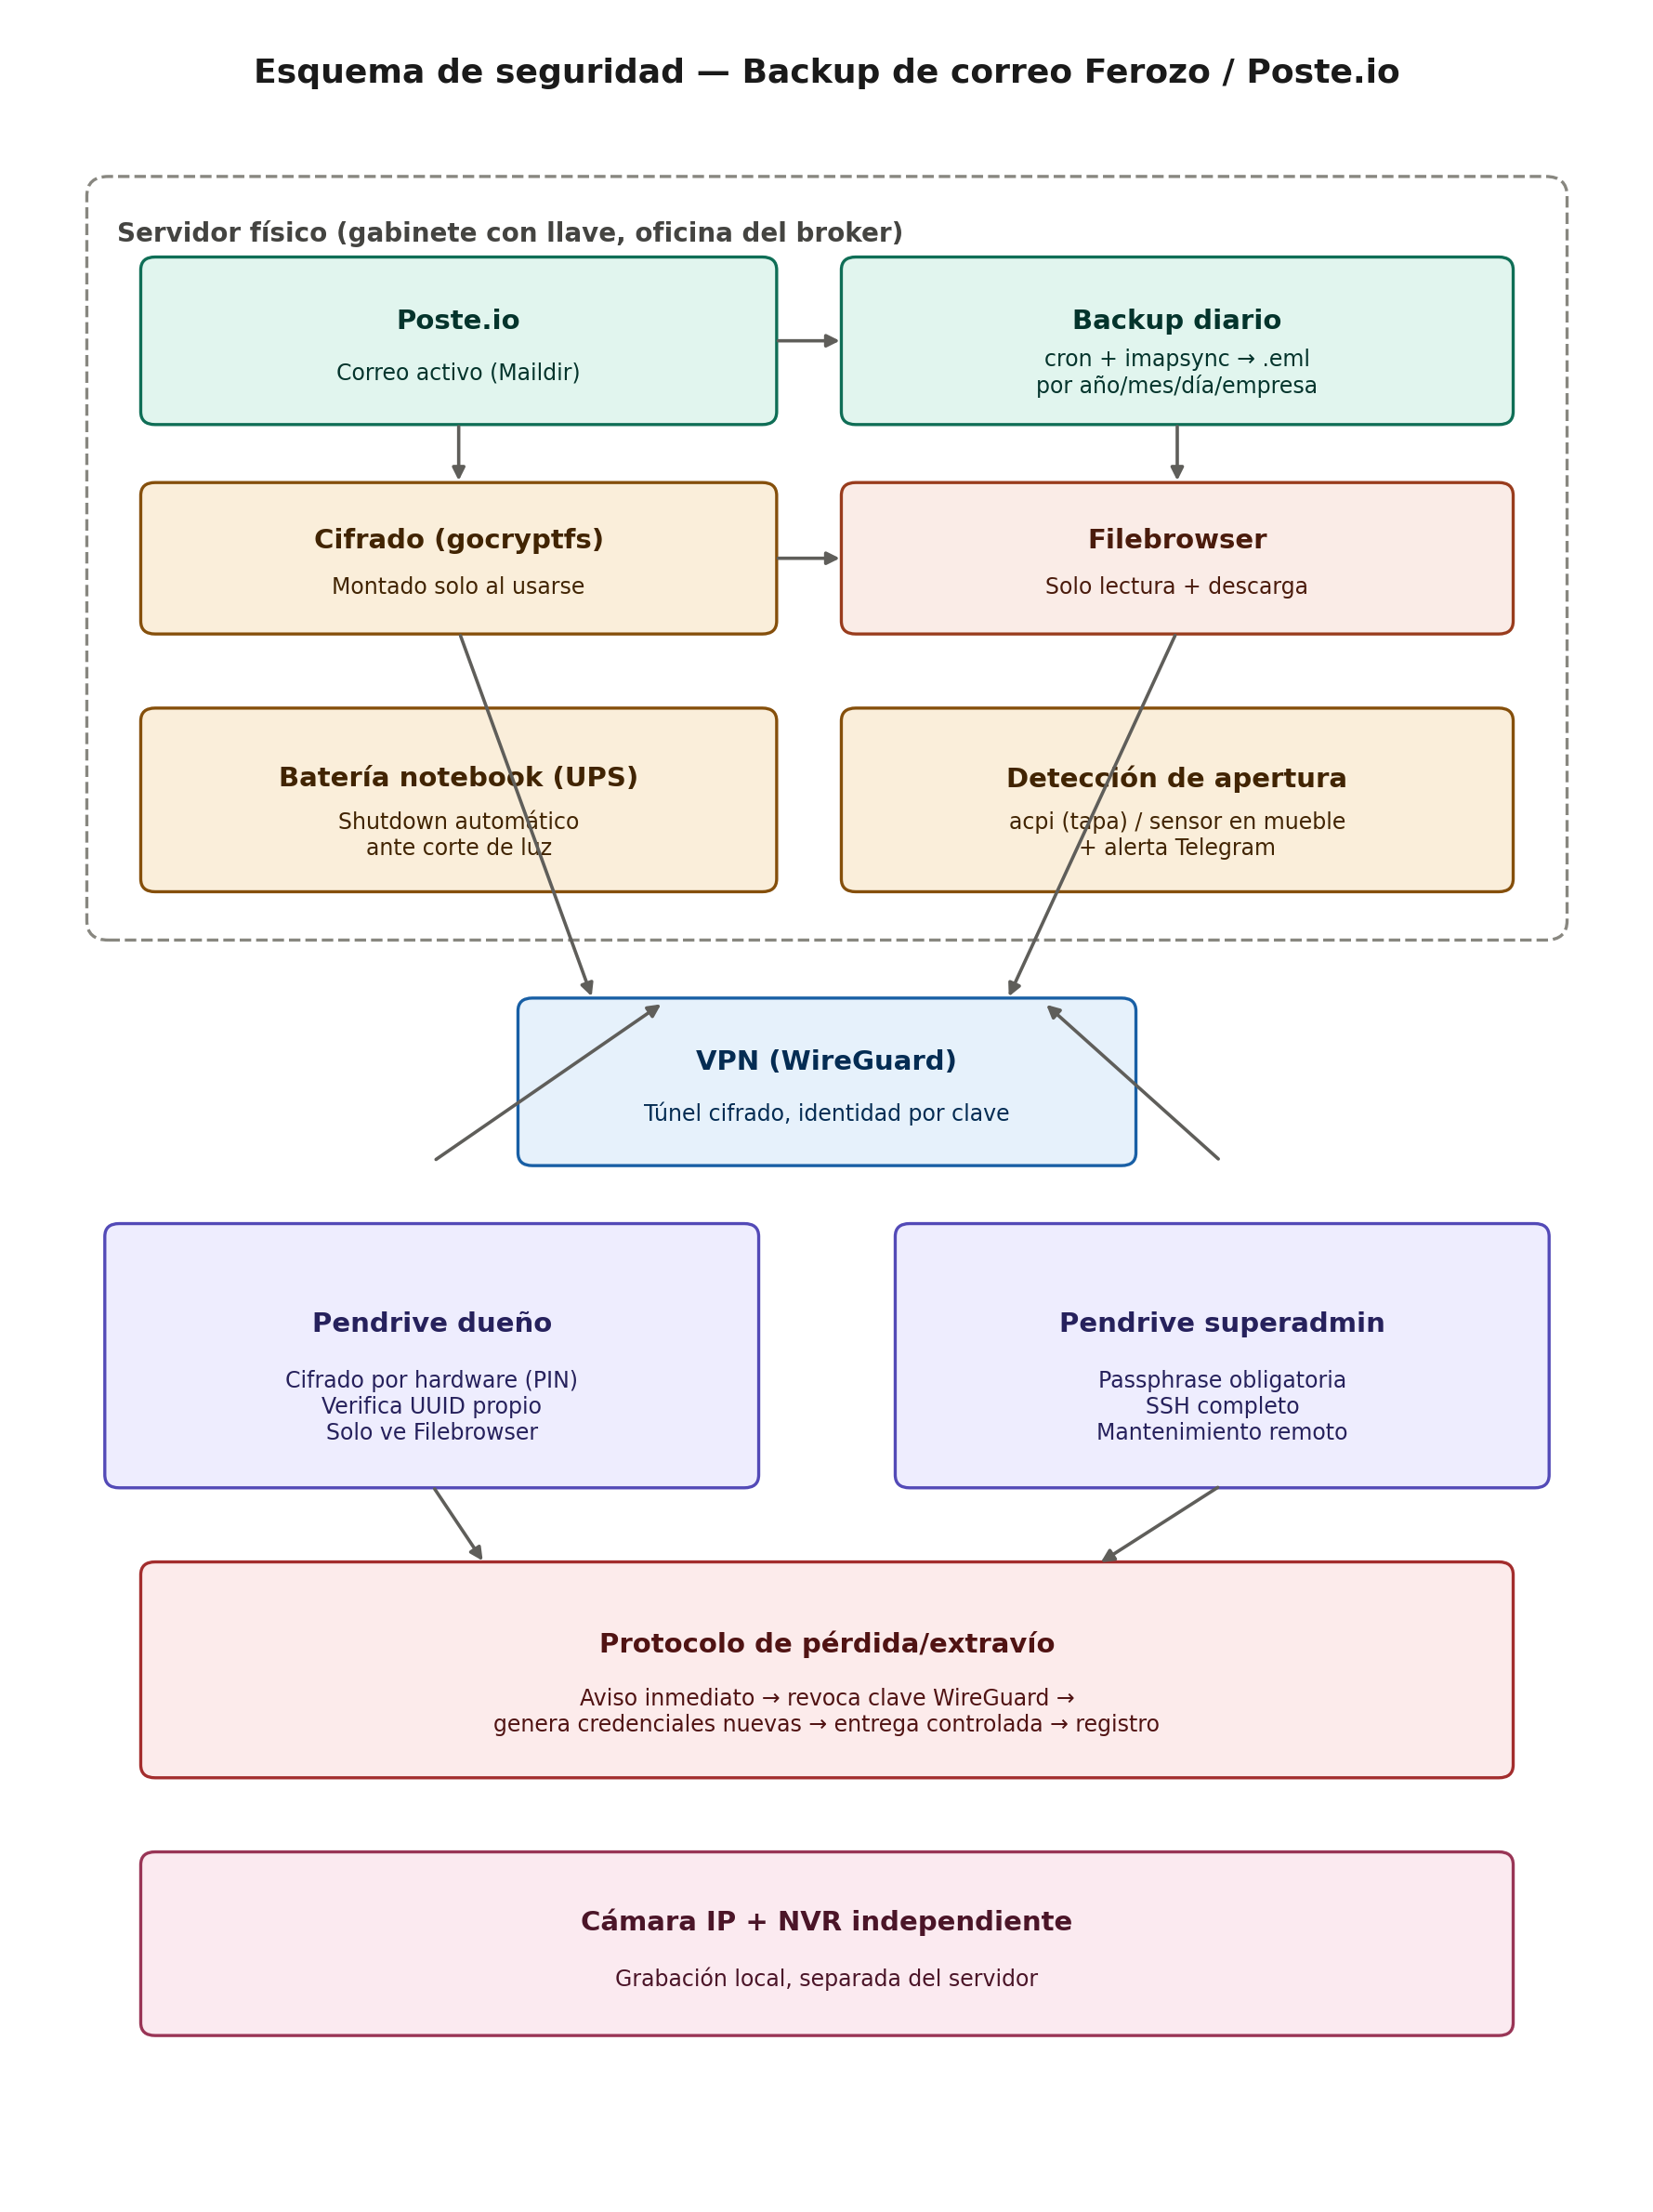 Esquema de seguridad — Backup de correo Ferozo / Poste.io
Servidor físico (gabinete con llave, oficina del broker)
Poste.io
Correo activo (Maildir)
Backup diario
cron + imapsync → .eml
por año/mes/día/empresa
Cifrado (gocryptfs)
Montado solo al usarse
Filebrowser
Solo lectura + descarga
Batería notebook (UPS)
Shutdown automático
ante corte de luz
Detección de apertura
acpi (tapa) / sensor en mueble
+ alerta Telegram
VPN (WireGuard)
Túnel cifrado, identidad por clave
Pendrive dueño
Cifrado por hardware (PIN)
Verifica UUID propio
Solo ve Filebrowser
Pendrive superadmin
Passphrase obligatoria
SSH completo
Mantenimiento remoto
Protocolo de pérdida/extravío
Aviso inmediato → revoca clave WireGuard →
genera credenciales nuevas → entrega controlada → registro
Cámara IP + NVR independiente
Grabación local, separada del servidor